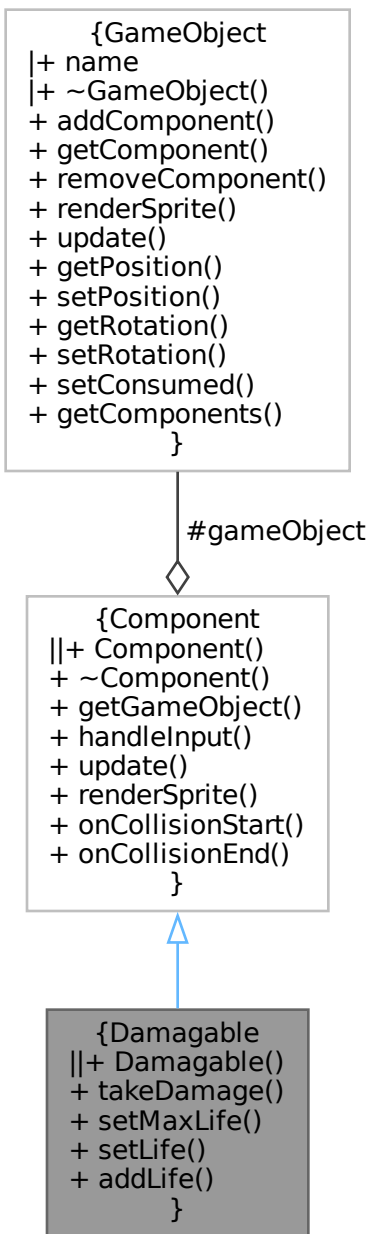 {GameObject
|+ name
|+ ~GameObject()
+ addComponent()
+ getComponent()
+ removeComponent()
+ renderSprite()
+ update()
+ getPosition()
+ setPosition()
+ getRotation()
+ setRotation()
+ setConsumed()
+ getComponents()
}
#gameObject
{Component
||+ Component()
+ ~Component()
+ getGameObject()
+ handleInput()
+ update()
+ renderSprite()
+ onCollisionStart()
+ onCollisionEnd()
}
{Damagable
||+ Damagable()
+ takeDamage()
+ setMaxLife()
+ setLife()
+ addLife()
}